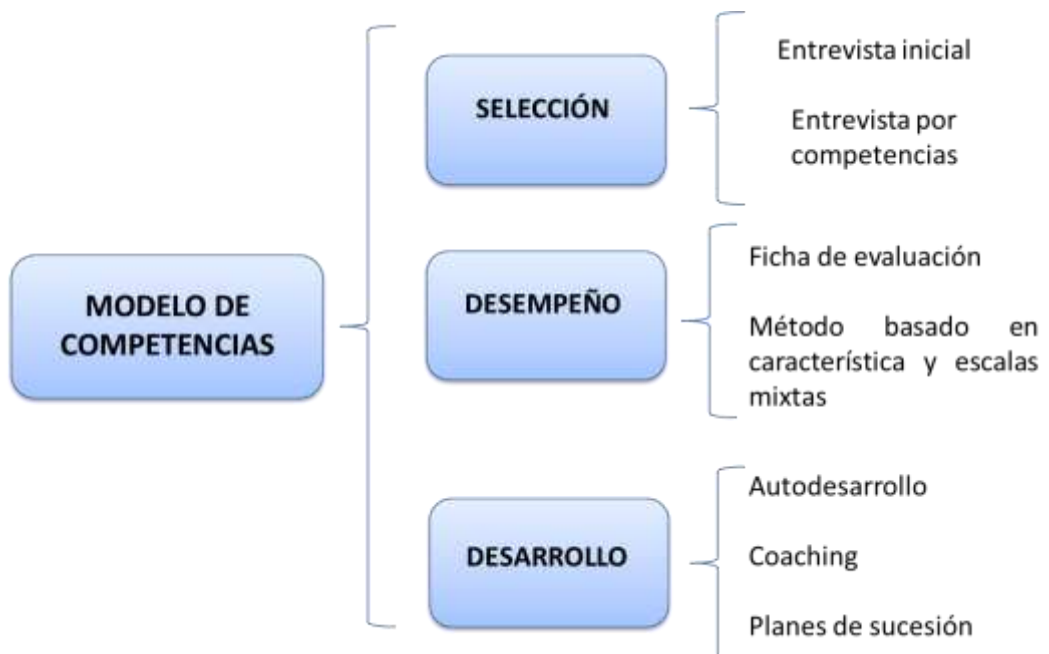 MODELO DE
COMPETENCIAS
SELECCIÓN
Entrevista inicial
Entrevista por
competencias
DESEMPEÑO
Ficha de evaluación
Método basado en
característica y escalas
mixtas
DESARROLLO
Autodesarrollo
Coaching
Planes de sucesión